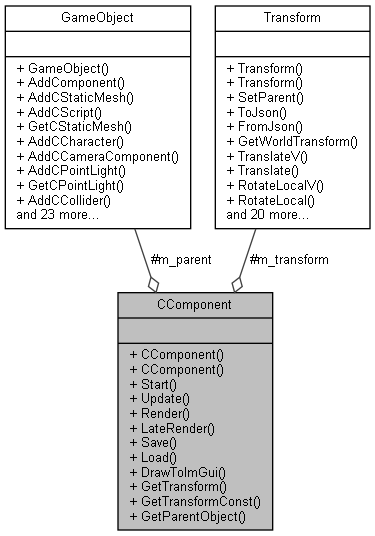 GameObject
+ GameObject()
+ AddComponent()
+ AddCStaticMesh()
+ AddCScript()
+ GetCStaticMesh()
+ AddCCharacter()
+ AddCCameraComponent()
+ AddCPointLight()
+ GetCPointLight()
+ AddCCollider()
and 23 more...
Transform
+ Transform()
+ Transform()
+ SetParent()
+ ToJson()
+ FromJson()
+ GetWorldTransform()
+ TranslateV()
+ Translate()
+ RotateLocalV()
+ RotateLocal()
and 20 more...
#m_parent
#m_transform
CComponent
+ CComponent()
+ CComponent()
+ Start()
+ Update()
+ Render()
+ LateRender()
+ Save()
+ Load()
+ DrawToImGui()
+ GetTransform()
+ GetTransformConst()
+ GetParentObject()